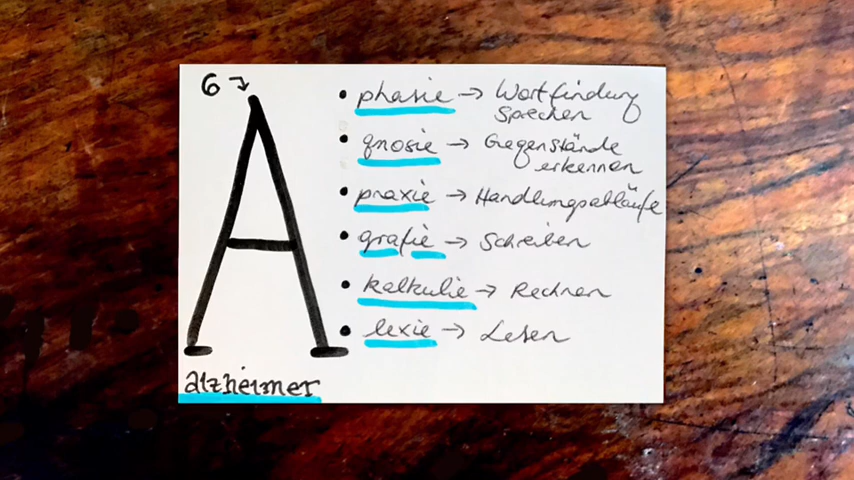 6 →
A
alzheimer
• phasie → Wortfindung
Sprechen
• gnosie → Gegenstände
erkennen
• praxie → Handlungsabläufe
• grafie → Schreiben
• kalkulie → Rechnen
• lexie → Lesen